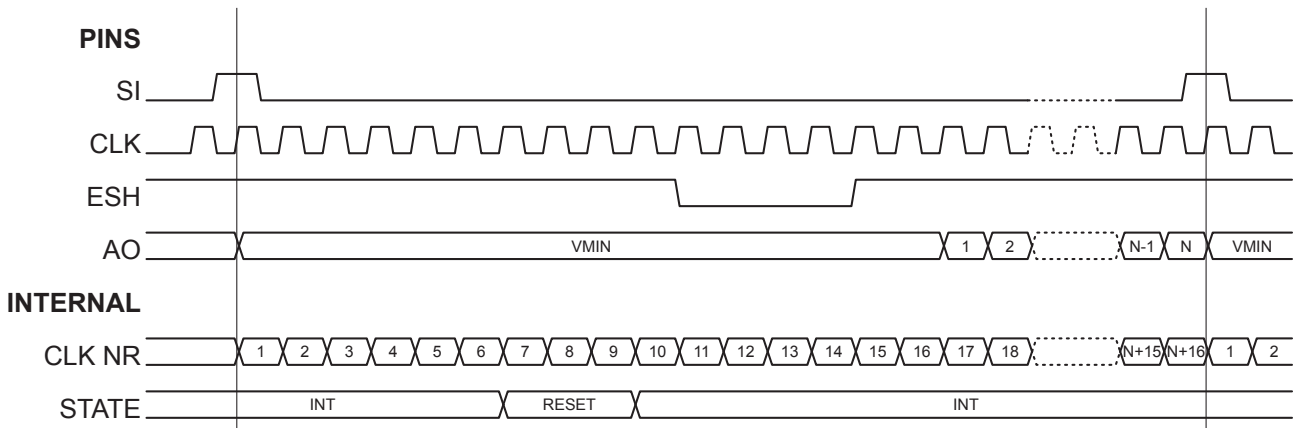 PINS
SI
CLK
ESH
AO VMIN 1 2 N-1 N VMIN
INTERNAL
CLK NR 1 2 3 4 5 6 7 8 9 10 11 12 13 14 15 16 17 18 N+15 N+16 1 2
STATE INT RESET INT